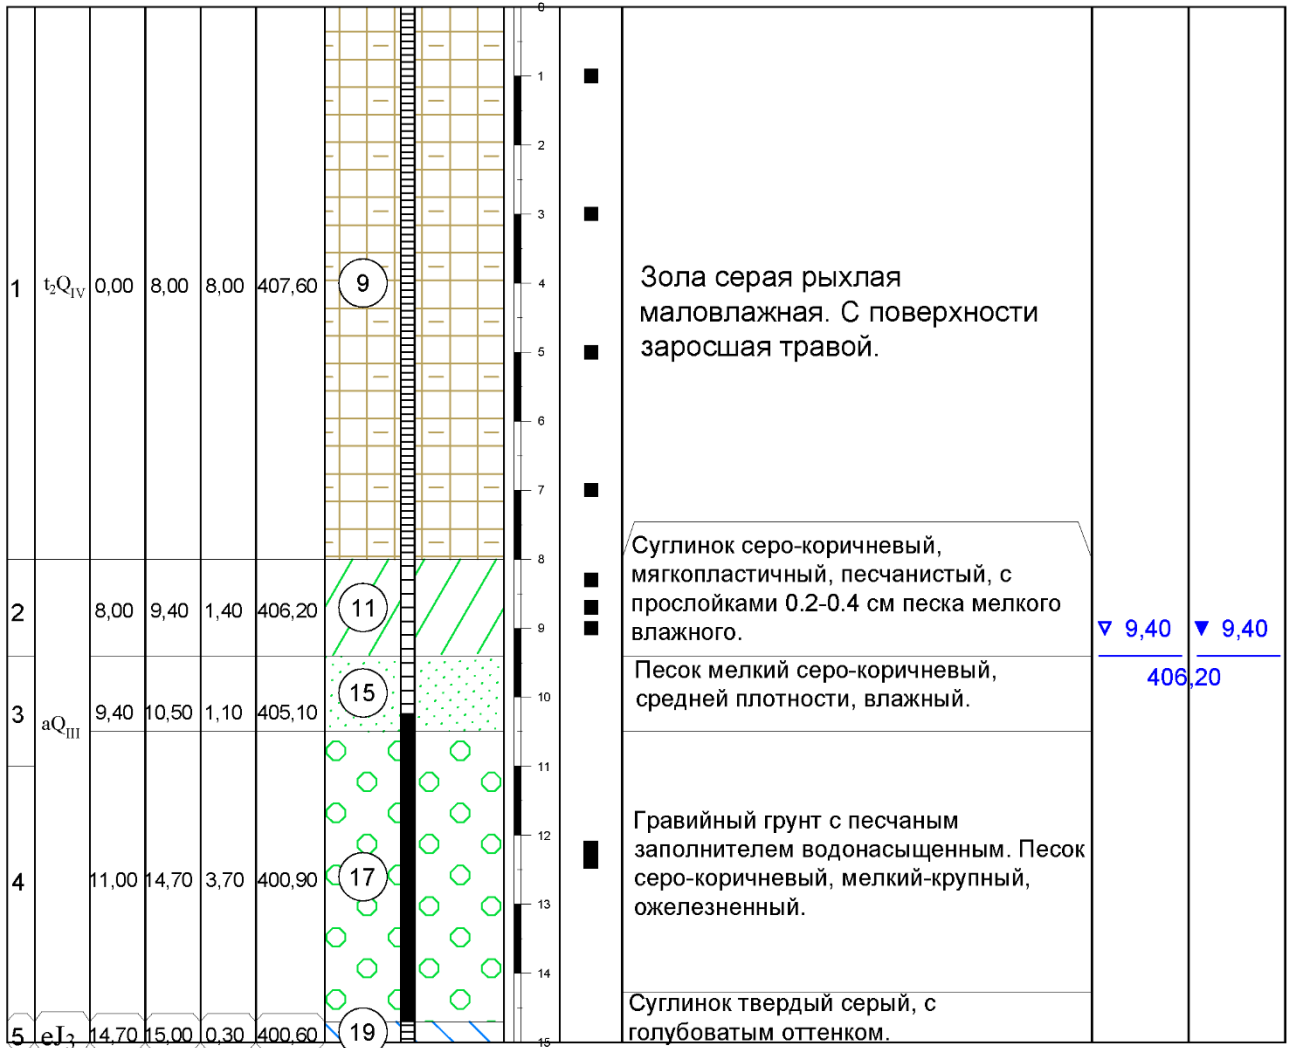 0
1
2
3
4
5
6
7
8
9
10
11
12
13
14
15
1 t₂Q_IV 0,00 8,00 8,00 407,60 9
Зола серая рыхлая
маловлажная. С поверхности
заросшая травой.
2 8,00 9,40 1,40 406,20 11
Суглинок серо-коричневый,
мягкопластичный, песчанистый, с
прослойками 0.2-0.4 см песка мелкого
влажного.
9,40 9,40
406,20
3 aQ_III 9,40 10,50 1,10 405,10 15
Песок мелкий серо-коричневый,
средней плотности, влажный.
4 11,00 14,70 3,70 400,90 17
Гравийный грунт с песчаным
заполнителем водонасыщенным. Песок
серо-коричневый, мелкий-крупный,
ожелезненный.
5 14,70 15,00 0,30 400,60 19
Суглинок твердый серый, с
голубоватым оттенком.